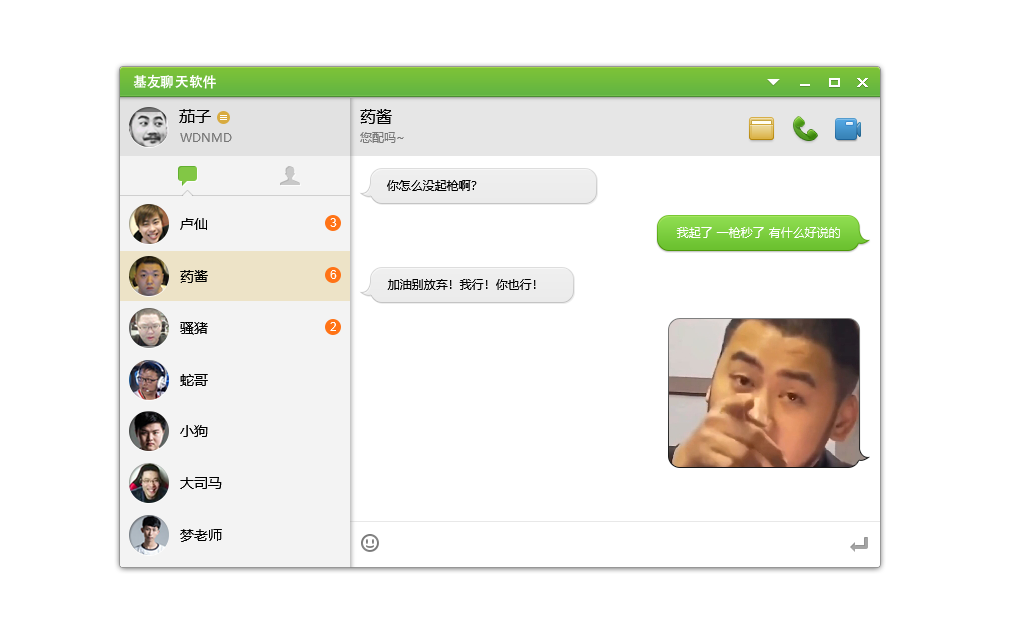 基友聊天软件
茄子
WDNMD
药酱
您配吗~
卢仙
3
药酱
6
骚猪
2
蛇哥
小狗
大司马
梦老师
你怎么没起枪啊?
我起了 一枪秒了 有什么好说的
加油别放弃！我行！你也行！